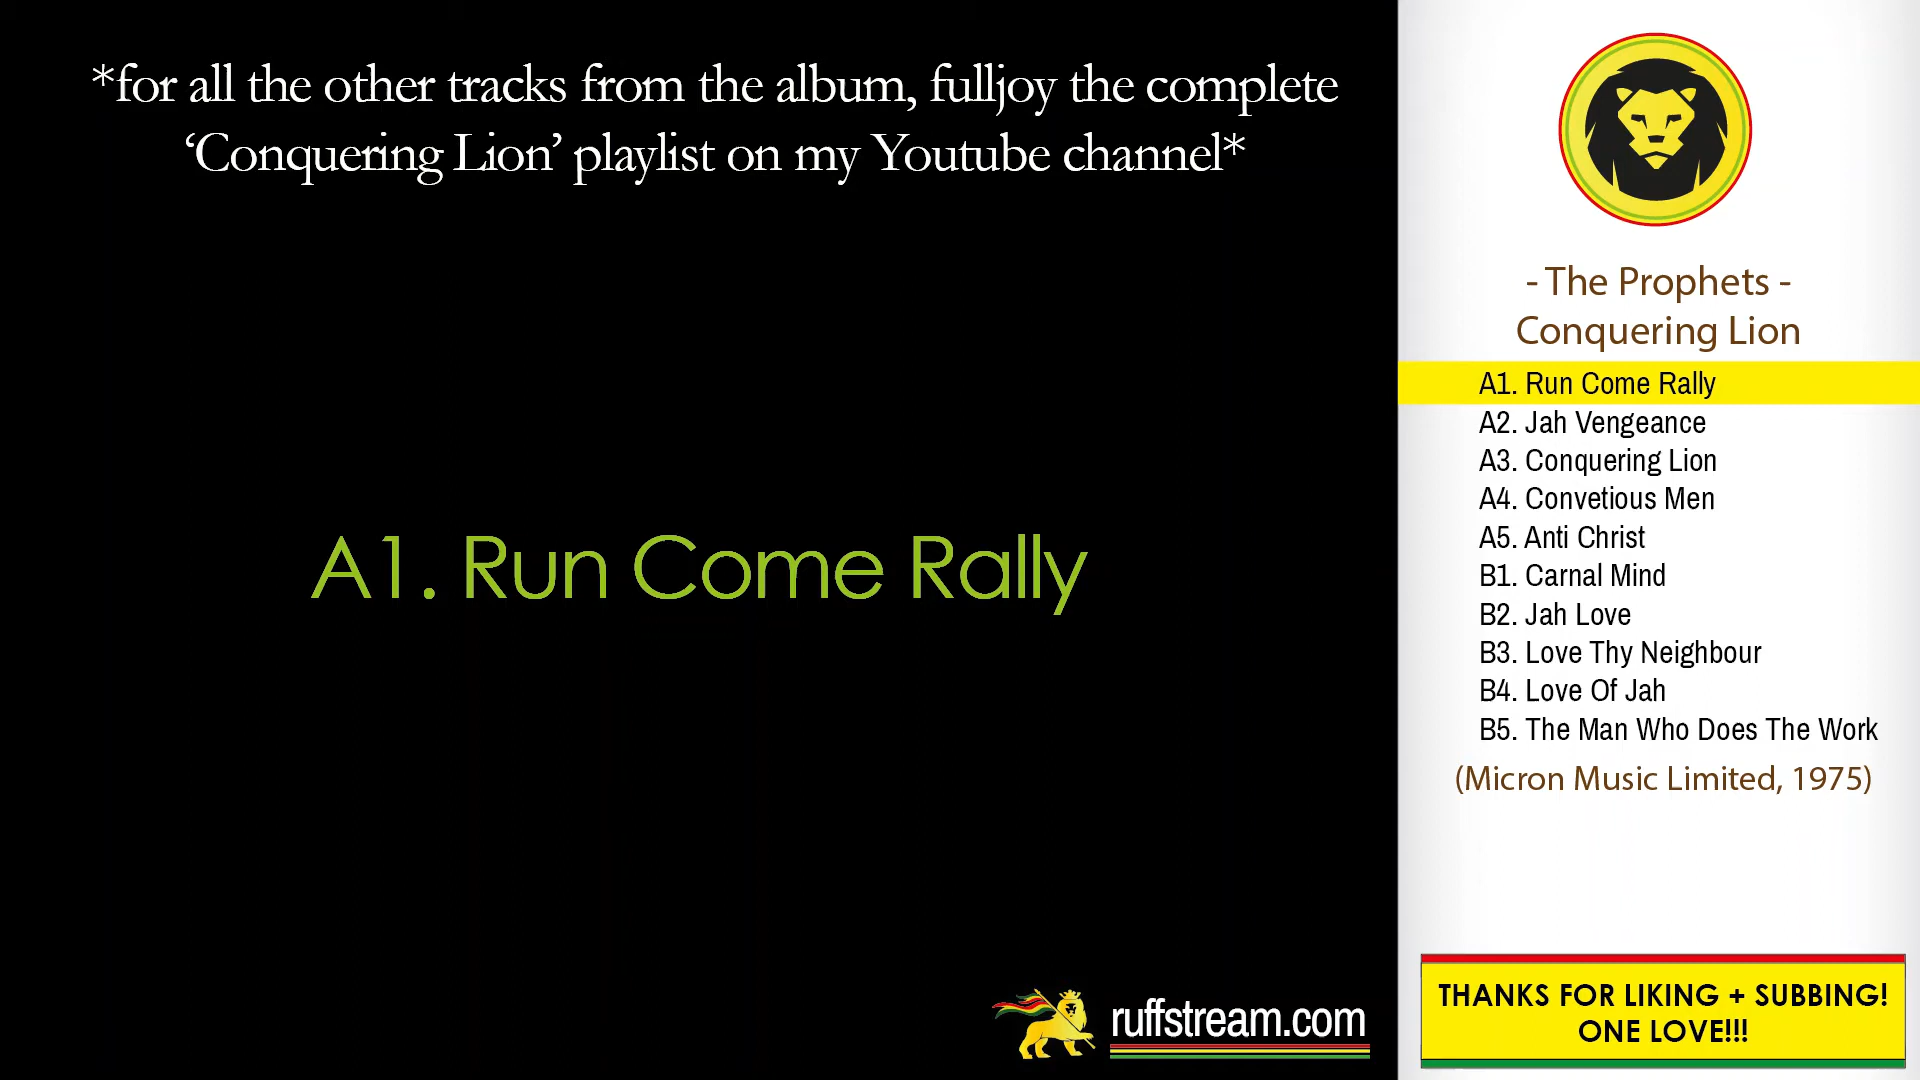 *for all the other tracks from the album, fulljoy the complete
‘Conquering Lion’ playlist on my Youtube channel*
A1. Run Come Rally
ruffstream.com
- The Prophets -
Conquering Lion
A1. Run Come Rally
A2. Jah Vengeance
A3. Conquering Lion
A4. Convetious Men
A5. Anti Christ
B1. Carnal Mind
B2. Jah Love
B3. Love Thy Neighbour
B4. Love Of Jah
B5. The Man Who Does The Work
(Micron Music Limited, 1975)
THANKS FOR LIKING + SUBBING!
ONE LOVE!!!